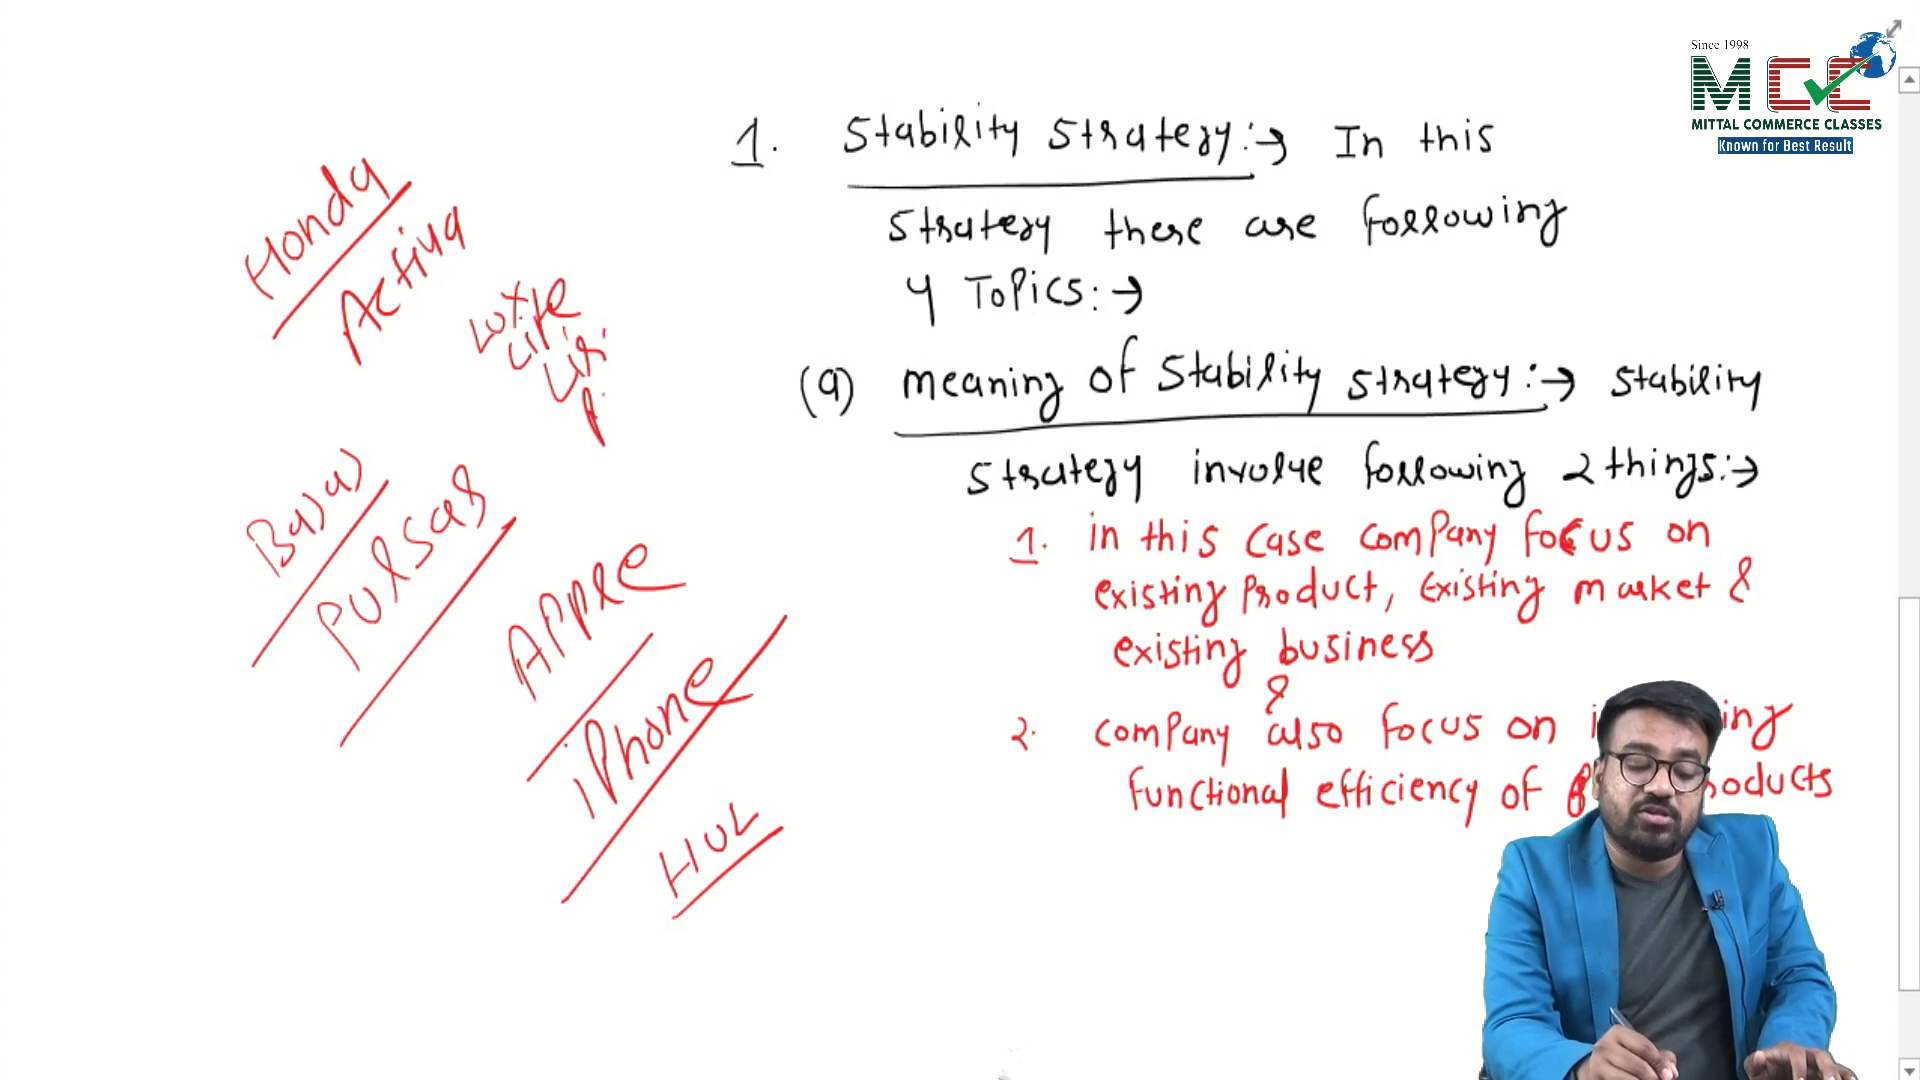 Since 1998
MCC
MITTAL COMMERCE CLASSES
Known for Best Result
1. Stability Strategy:→ In this
strategy there are following
4 Topics:→
(a) meaning of Stability strategy:→ stability
strategy involve following 2 things:→
1. in this case company focus on
existing product, existing market &
existing business
&
2. company also focus on
functional efficiency of
Honda
Activa
Lux
Bajaj
Pulsar
Apple
iPhone
HUL